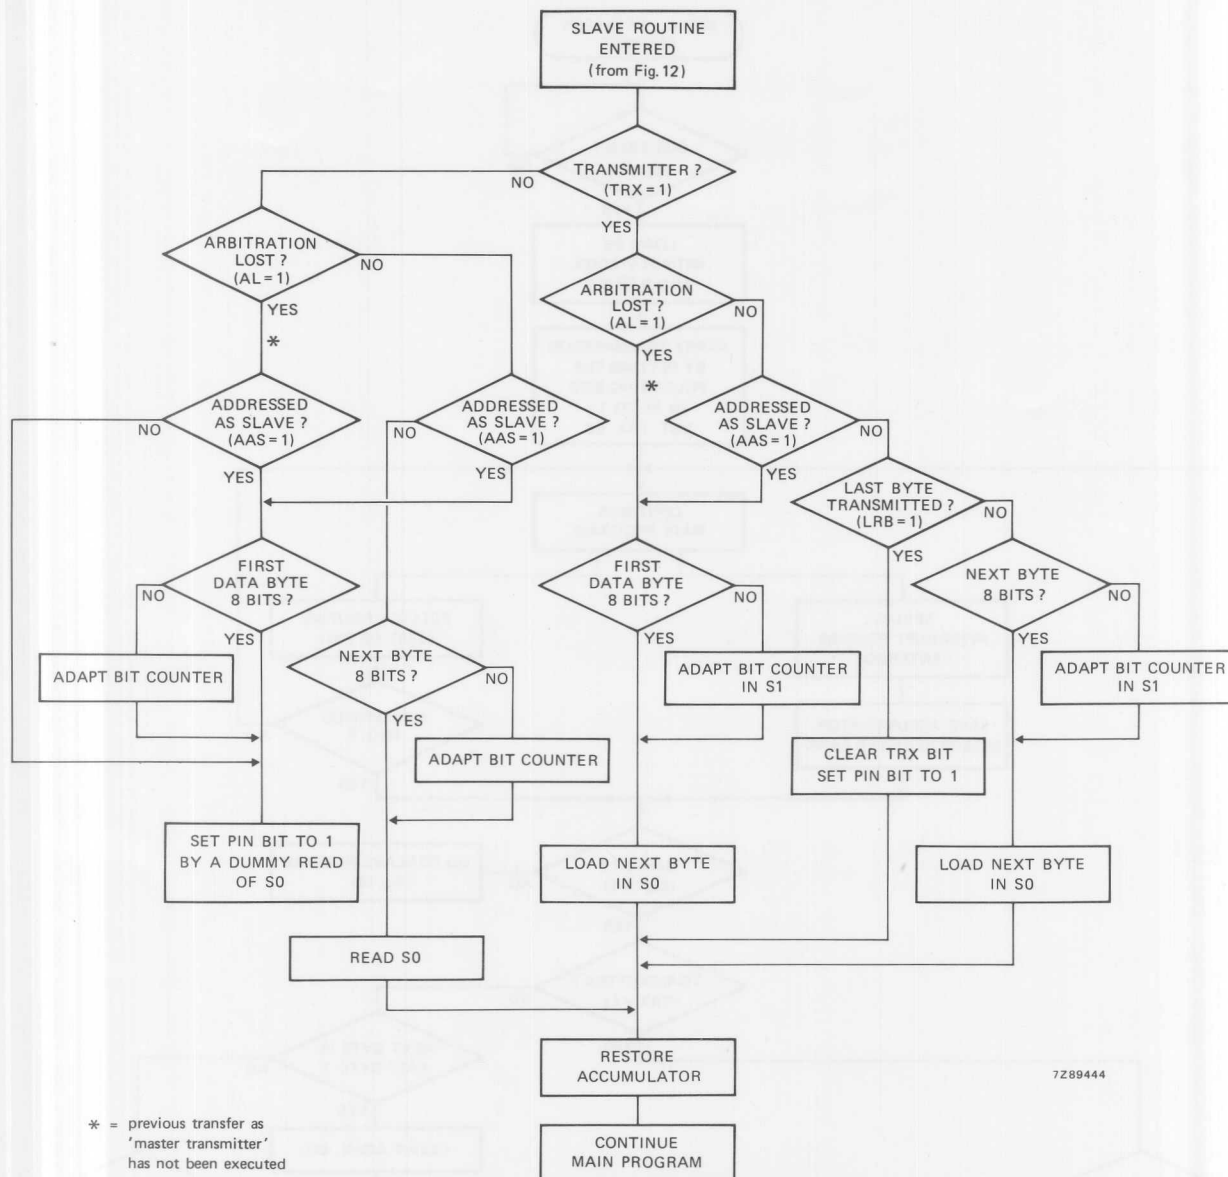 SLAVE ROUTINE
ENTERED
(from Fig. 12)
TRANSMITTER ?
(TRX = 1)
NO
YES
ARBITRATION
LOST ?
(AL = 1)
NO
YES
*
ARBITRATION
LOST ?
(AL = 1)
NO
YES
*
ADDRESSED
AS SLAVE ?
(AAS = 1)
NO
YES
ADDRESSED
AS SLAVE ?
(AAS = 1)
NO
YES
ADDRESSED
AS SLAVE ?
(AAS = 1)
NO
YES
LAST BYTE
TRANSMITTED ?
(LRB = 1)
NO
YES
FIRST
DATA BYTE
8 BITS ?
NO
YES
FIRST
DATA BYTE
8 BITS ?
NO
YES
NEXT BYTE
8 BITS ?
NO
YES
ADAPT BIT COUNTER
NEXT BYTE
8 BITS ?
NO
YES
ADAPT BIT COUNTER
IN S1
ADAPT BIT COUNTER
IN S1
ADAPT BIT COUNTER
CLEAR TRX BIT
SET PIN BIT TO 1
SET PIN BIT TO 1
BY A DUMMY READ
OF S0
LOAD NEXT BYTE
IN S0
LOAD NEXT BYTE
IN S0
READ S0
RESTORE
ACCUMULATOR
7Z89444
CONTINUE
MAIN PROGRAM
* = previous transfer as
'master transmitter'
has not been executed